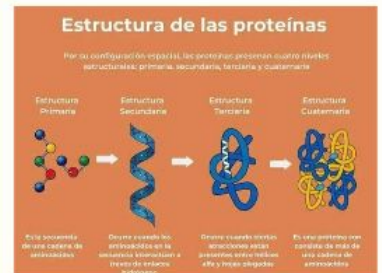 Estructura de las proteínas
Por su configuración espacial, las proteínas presentan cuatro niveles
estructurales: primaria, secundaria, terciaria y cuaternaria
Estructura
Primaria
Estructura
Secundaria
Estructura
Terciaria
Estructura
Cuaternaria
Esta secuencia
de una cadena de
aminoácidos
Ocurre cuando los
aminoácidos en la
secuencia interactúan a
través de enlaces
hidrógeno
Ocurre cuando ciertas
atracciones están
presentes entre hélices
alfa y hojas plegadas
Es una proteína que
consiste de más de
una cadena de
aminoácidos